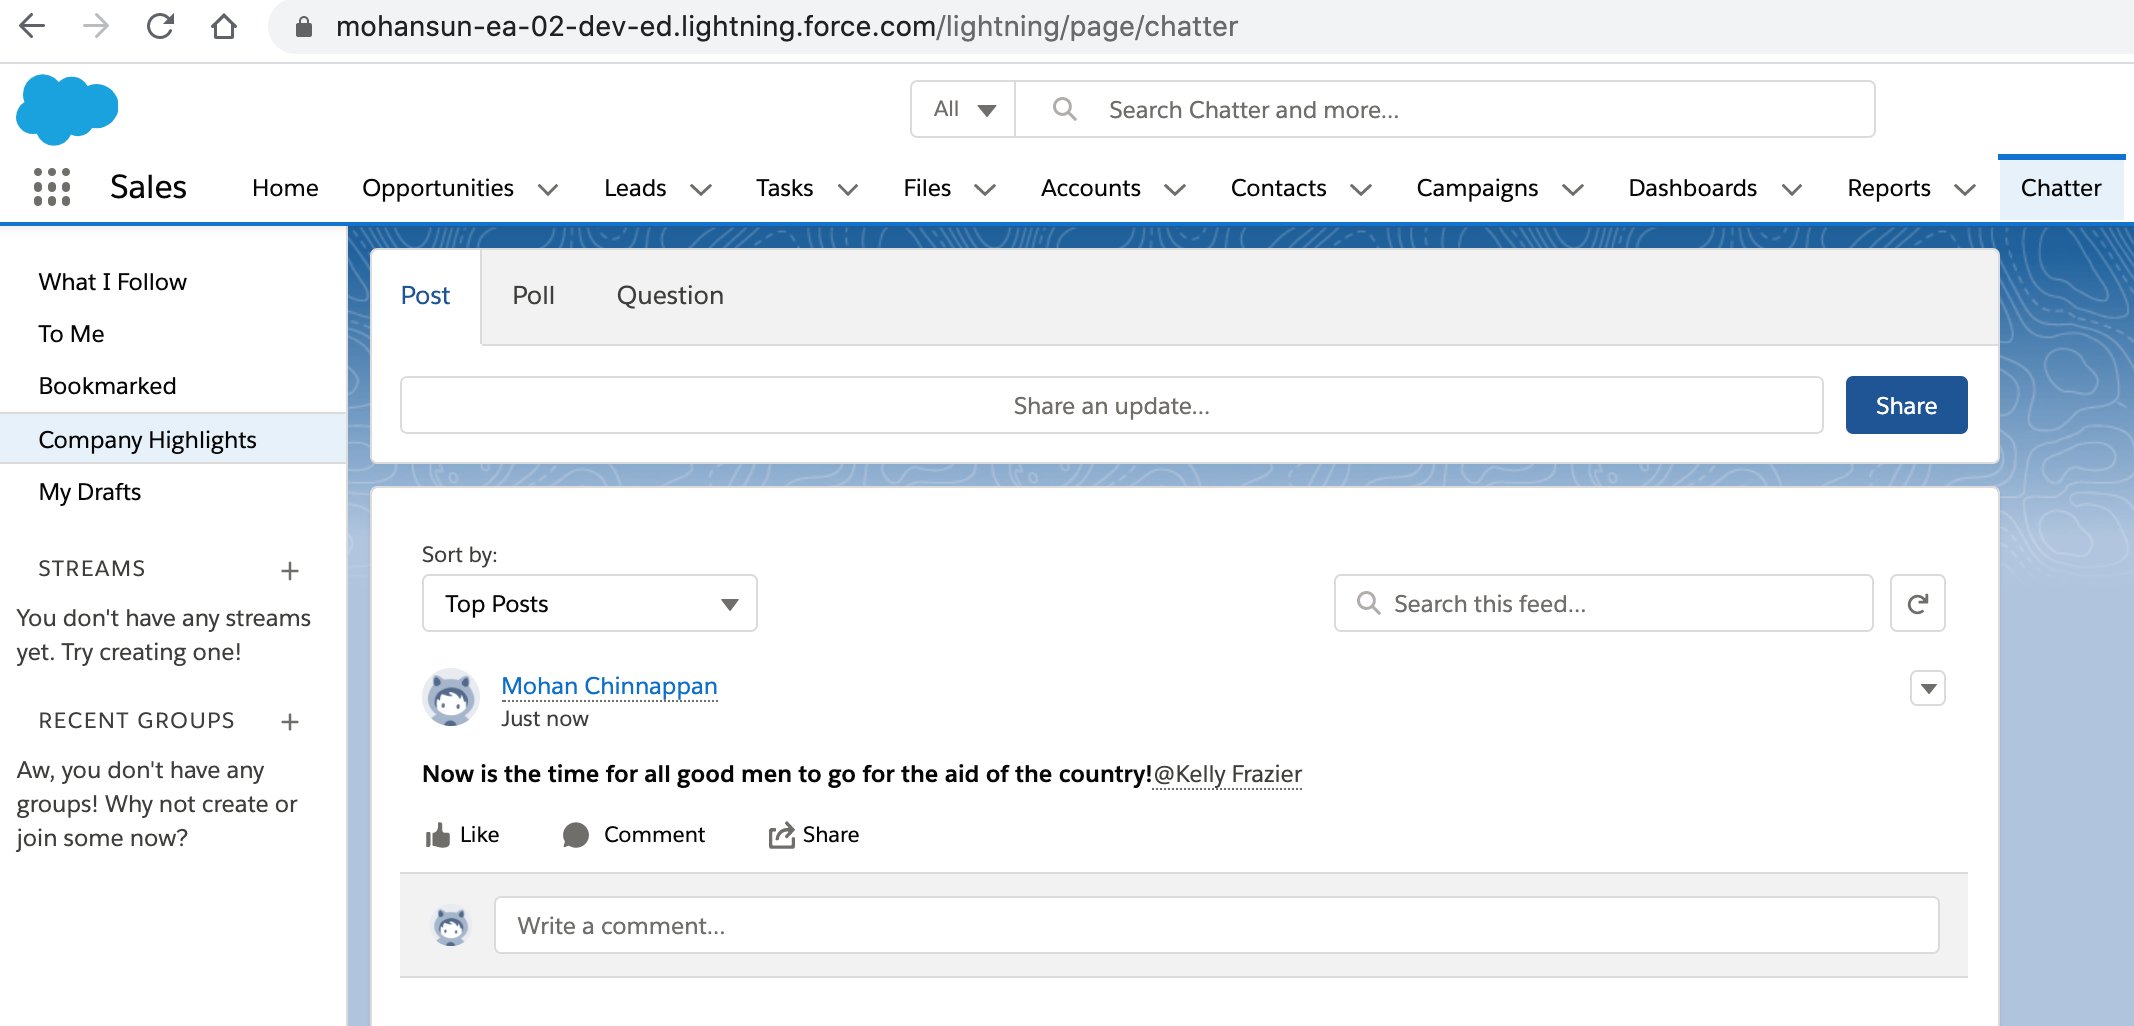 mohansun-ea-02-dev-ed.lightning.force.com/lightning/page/chatter
All
Search Chatter and more...
Sales Home Opportunities Leads Tasks Files Accounts Contacts Campaigns Dashboards Reports Chatter
What I Follow
To Me
Bookmarked
Company Highlights
My Drafts
STREAMS
You don't have any streams
yet. Try creating one!
RECENT GROUPS
Aw, you don't have any
groups! Why not create or
join some now?
Post Poll Question
Share an update...
Share
Sort by:
Top Posts
Search this feed...
Mohan Chinnappan
Just now
Now is the time for all good men to go for the aid of the country!@Kelly Frazier
Like Comment Share
Write a comment...